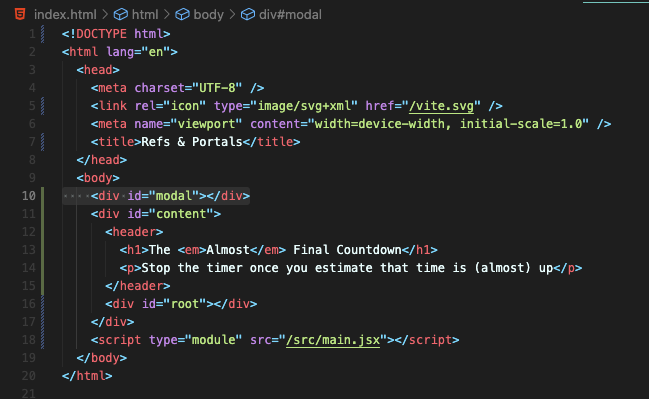 index.html > html > body > div#modal
1 <!DOCTYPE html>
2 <html lang="en">
3 <head>
4 <meta charset="UTF-8" />
5 <link rel="icon" type="image/svg+xml" href="/vite.svg" />
6 <meta name="viewport" content="width=device-width, initial-scale=1.0" />
7 <title>Refs & Portals</title>
8 </head>
9 <body>
10 <div id="modal"></div>
11 <div id="content">
12 <header>
13 <h1>The <em>Almost</em> Final Countdown</h1>
14 <p>Stop the timer once you estimate that time is (almost) up</p>
15 </header>
16 <div id="root"></div>
17 </div>
18 <script type="module" src="/src/main.jsx"></script>
19 </body>
20 </html>
21